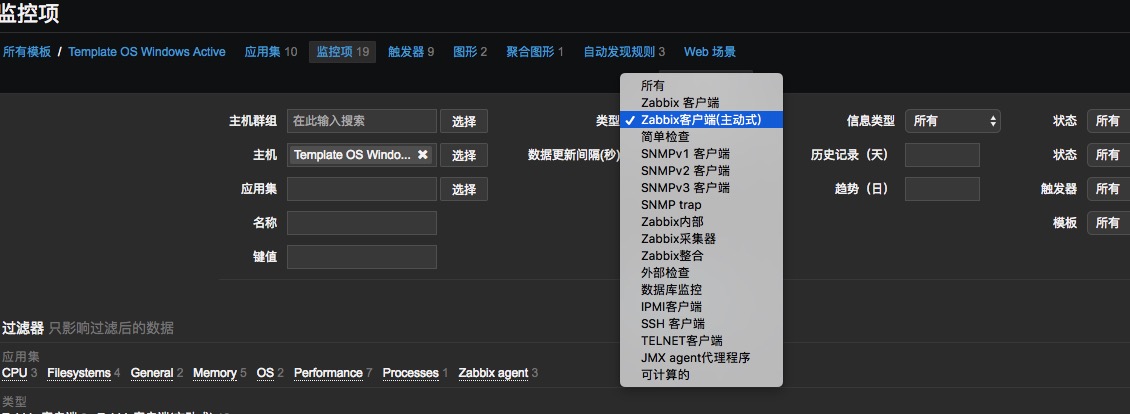 监控项
所有模板 / Template OS Windows Active 应用集 10 监控项 19 触发器 9 图形 2 聚合图形 1 自动发现规则 3 Web 场景
主机群组 在此输入搜索 选择 类型 信息类型 所有 状态 所有
主机 Template OS Windo... ✖ 选择 数据更新间隔(秒) 历史记录（天） 状态 所有
应用集 选择 趋势（日） 触发器 所有
名称 模板 所有
键值
所有
Zabbix 客户端
✓ Zabbix客户端(主动式)
简单检查
SNMPv1 客户端
SNMPv2 客户端
SNMPv3 客户端
SNMP trap
Zabbix内部
Zabbix采集器
Zabbix整合
外部检查
数据库监控
IPMI客户端
SSH 客户端
TELNET客户端
JMX agent代理程序
可计算的
过滤器 只影响过滤后的数据
应用集
CPU 3 Filesystems 4 General 2 Memory 5 OS 2 Performance 7 Processes 1 Zabbix agent 3
类型